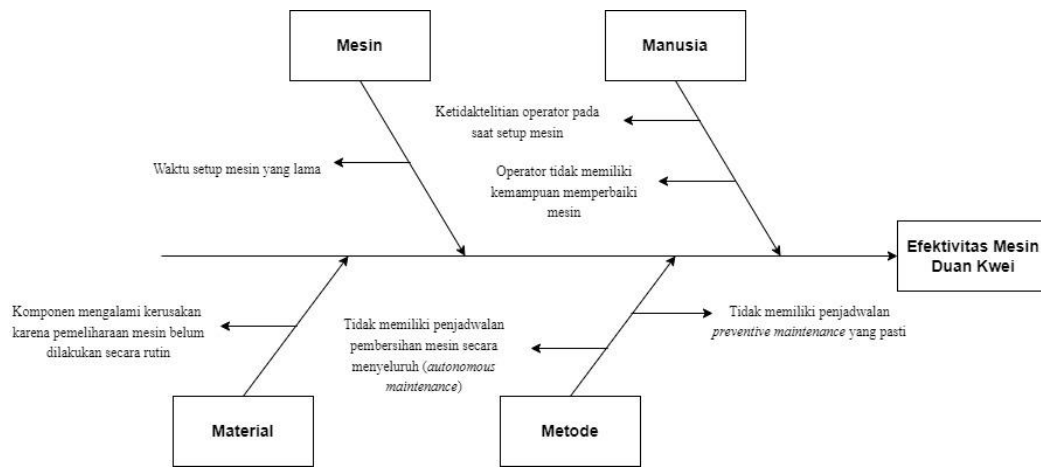 Mesin
Manusia
Ketidaktelitian operator pada
saat setup mesin
Waktu setup mesin yang lama
Operator tidak memiliki
kemampuan memperbaiki
mesin
Efektivitas Mesin
Duan Kwei
Komponen mengalami kerusakan
karena pemeliharaan mesin belum
dilakukan secara rutin
Tidak memiliki penjadwalan
pembersihan mesin secara
menyeluruh (autonomous
maintenance)
Tidak memiliki penjadwalan
preventive maintenance yang pasti
Material
Metode